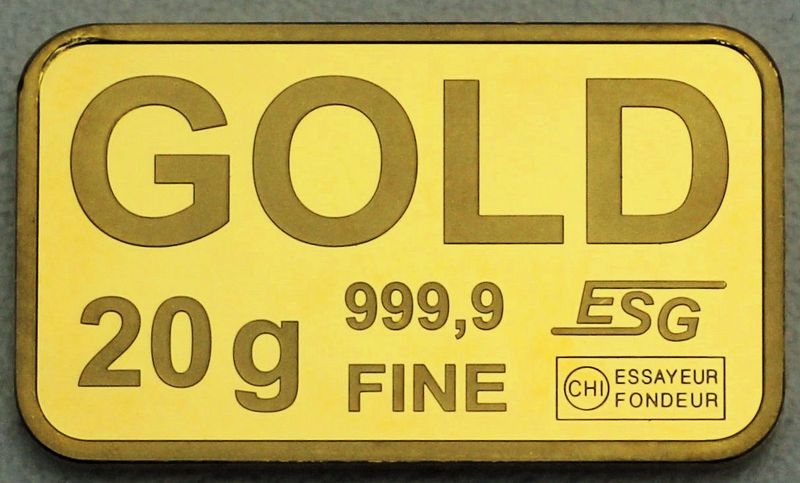 GOLD
20 g
999,9
FINE
ESG
CHI ESSAYEUR
FONDEUR